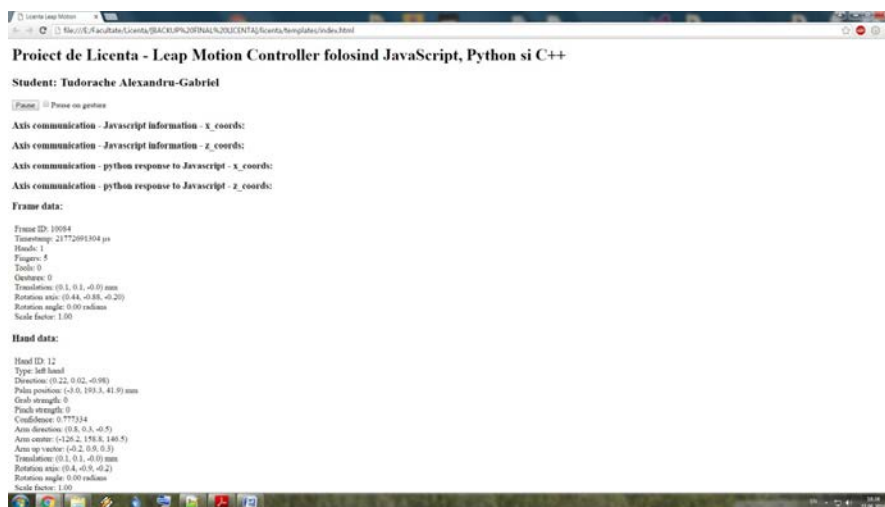 Licenta Leap Motion
file:///E:/Facultate/Licenta/[BACKUP%20FINAL%20LICENTA]/licenta/templates/index.html
Proiect de Licenta - Leap Motion Controller folosind JavaScript, Python si C++
Student: Tudorache Alexandru-Gabriel
Pause Pause on gesture
Axis communication - Javascript information - x_coords:
Axis communication - Javascript information - z_coords:
Axis communication - python response to Javascript - x_coords:
Axis communication - python response to Javascript - z_coords:
Frame data:
Frame ID: 10084
Timestamp: 21772691304 µs
Hands: 1
Fingers: 5
Tools: 0
Gestures: 0
Translation: (0.1, 0.1, -0.0) mm
Rotation axis: (0.44, -0.88, -0.20)
Rotation angle: 0.00 radians
Scale factor: 1.00
Hand data:
Hand ID: 12
Type: left hand
Direction: (0.22, 0.02, -0.98)
Palm position: (-3.0, 193.3, 41.9) mm
Grab strength: 0
Pinch strength: 0
Confidence: 0.777334
Arm direction: (0.8, 0.3, -0.5)
Arm center: (-126.2, 158.8, 146.5)
Arm up vector: (-0.2, 0.9, 0.3)
Translation: (0.1, 0.1, -0.0) mm
Rotation axis: (0.4, -0.9, -0.2)
Rotation angle: 0.00 radians
Scale factor: 1.00
EN